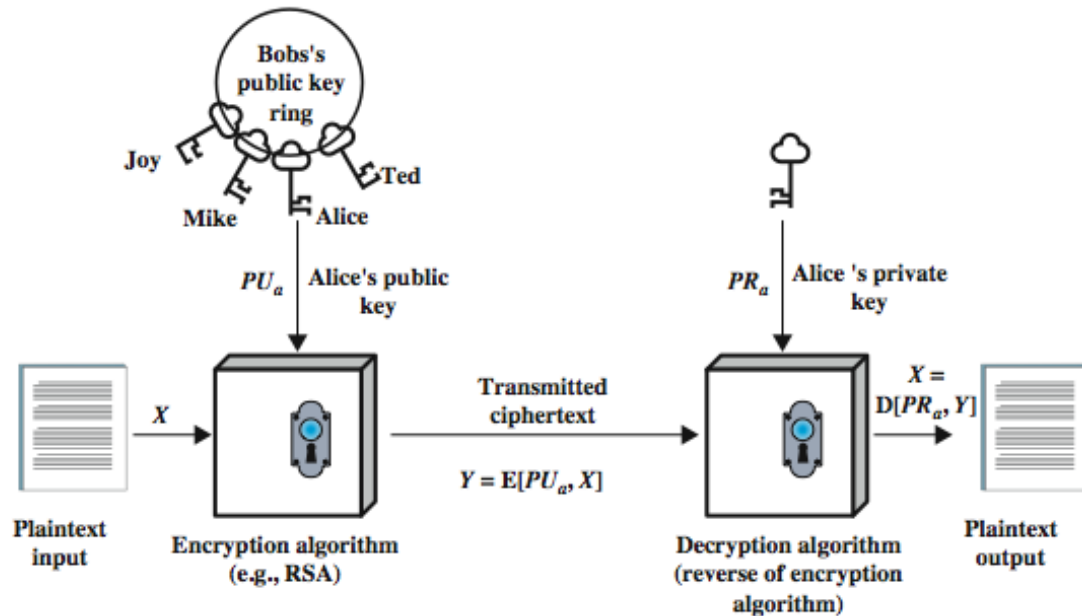 Bobs's
public key
ring
Joy
Ted
Mike
Alice
PUₐ
Alice's public
key
PRₐ
Alice 's private
key
X
Transmitted
ciphertext
Y = E[PUₐ, X]
X =
D[PRₐ, Y]
Plaintext
input
Encryption algorithm
(e.g., RSA)
Decryption algorithm
(reverse of encryption
algorithm)
Plaintext
output